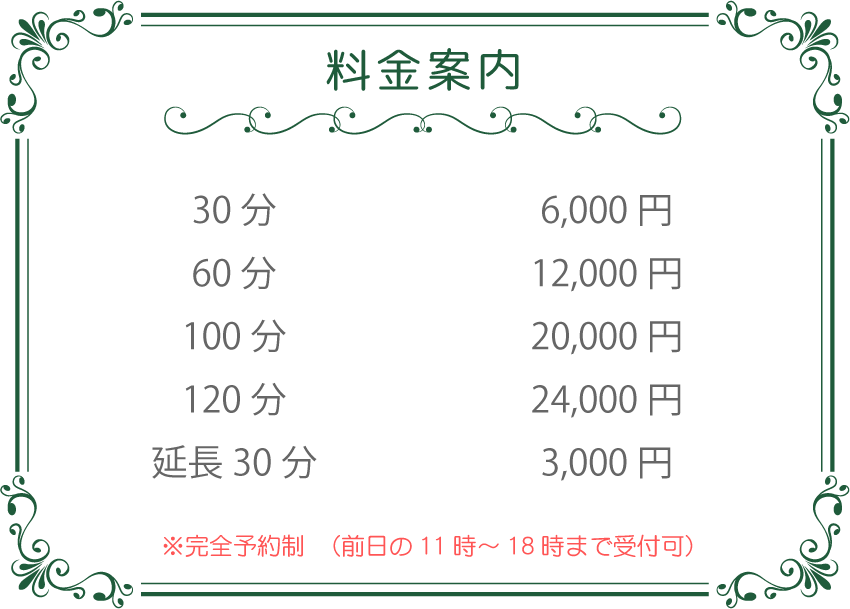 料金案内
30分 6,000円
60分 12,000円
100分 20,000円
120分 24,000円
延長30分 3,000円
※完全予約制 （前日の11時～18時まで受付可）